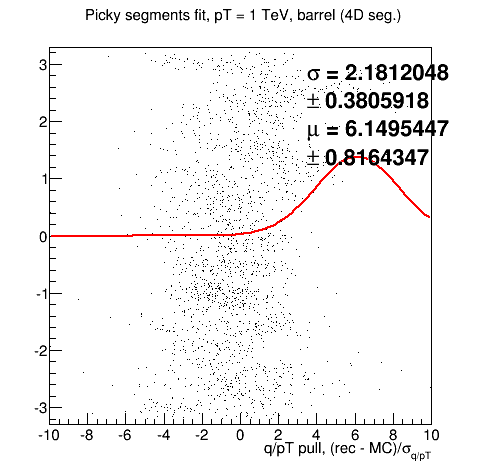 Picky segments fit, pT = 1 TeV, barrel (4D seg.)
σ = 2.1812048
± 0.3805918
μ = 6.1495447
± 0.8164347
3
2
1
0
-1
-2
-3
-10 -8 -6 -4 -2 0 2 4 6 8 10
q/pT pull, (rec - MC)/σq/pT